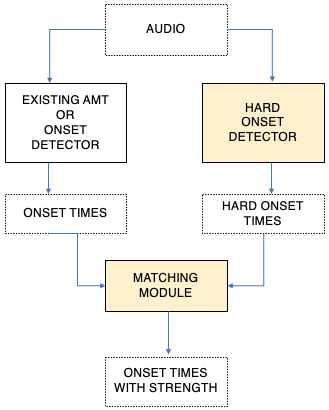 AUDIO
EXISTING AMT
OR
ONSET
DETECTOR
HARD
ONSET
DETECTOR
ONSET TIMES
HARD ONSET
TIMES
MATCHING
MODULE
ONSET TIMES
WITH STRENGTH